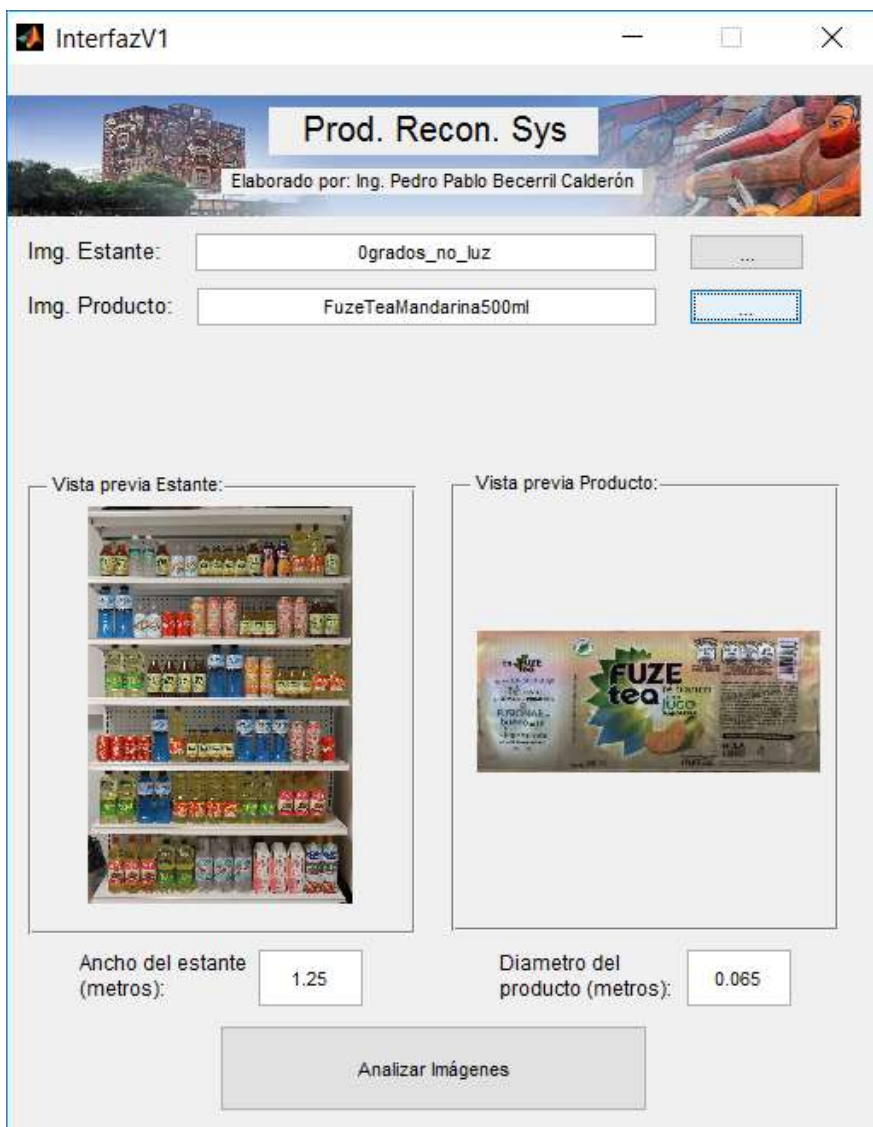 InterfazV1
Prod. Recon. Sys
Elaborado por: Ing. Pedro Pablo Becerril Calderón
Img. Estante:
0grados_no_luz
...
Img. Producto:
FuzeTeaMandarina500ml
...
Vista previa Estante:
Vista previa Producto:
FUZE
tea
Ancho del estante
(metros):
1.25
Diametro del
producto (metros):
0.065
Analizar Imágenes